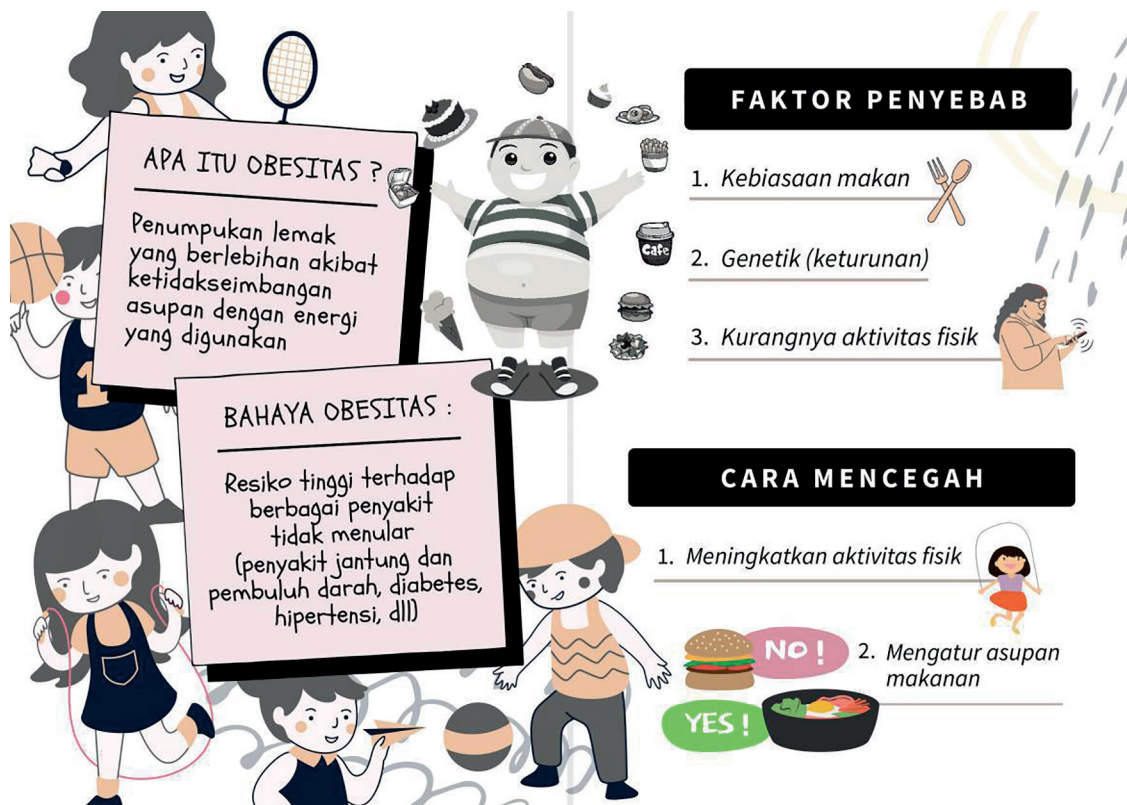 APA ITU OBESITAS ?
Penumpukan lemak
yang berlebihan akibat
ketidakseimbangan
asupan dengan energi
yang digunakan
BAHAYA OBESITAS :
Resiko tinggi terhadap
berbagai penyakit
tidak menular
(penyakit jantung dan
pembuluh darah, diabetes,
hipertensi, dll)
Cafe
FAKTOR PENYEBAB
1. Kebiasaan makan
2. Genetik (keturunan)
3. Kurangnya aktivitas fisik
CARA MENCEGAH
1. Meningkatkan aktivitas fisik
NO !
2. Mengatur asupan
makanan
YES !